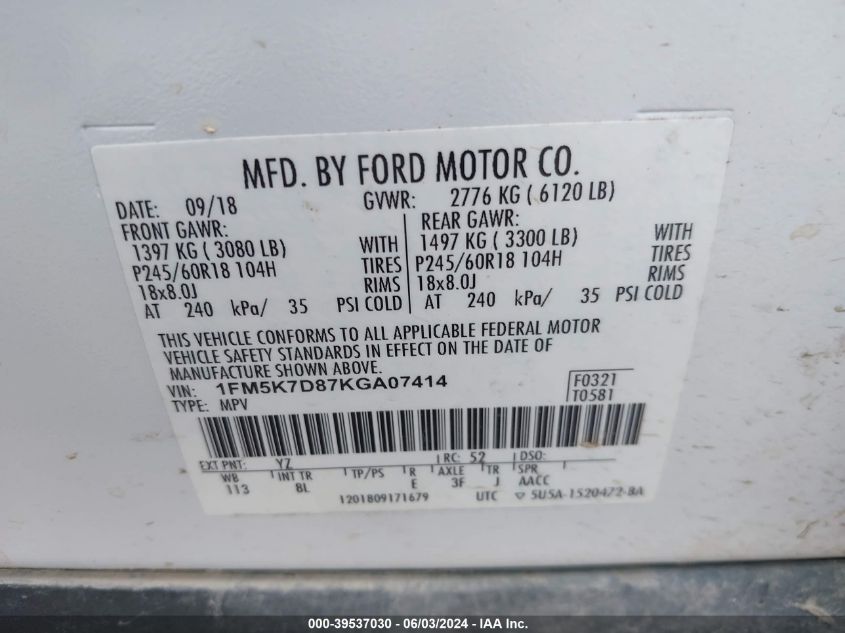 MFD. BY FORD MOTOR CO.
DATE: 09/18 GVWR: 2776 KG ( 6120 LB)
FRONT GAWR: REAR GAWR:
1397 KG ( 3080 LB) WITH 1497 KG ( 3300 LB) WITH
P245/60R18 104H TIRES P245/60R18 104H TIRES
18x8.0J RIMS 18x8.0J RIMS
AT 240 kPa/ 35 PSI COLD AT 240 kPa/ 35 PSI COLD
THIS VEHICLE CONFORMS TO ALL APPLICABLE FEDERAL MOTOR
VEHICLE SAFETY STANDARDS IN EFFECT ON THE DATE OF
MANUFACTURE SHOWN ABOVE.
VIN: 1FM5K7D87KGA07414 F0321
TYPE: MPV T0581
EXT PNT: YZ RC: 52 DSO:
WB INT TR TP/PS R AXLE TR SPR
113 8L E 3F J AACC
1201809171679 UTC ▽ 5U5A-1520472-BA
000-39537030 - 06/03/2024 - IAA Inc.